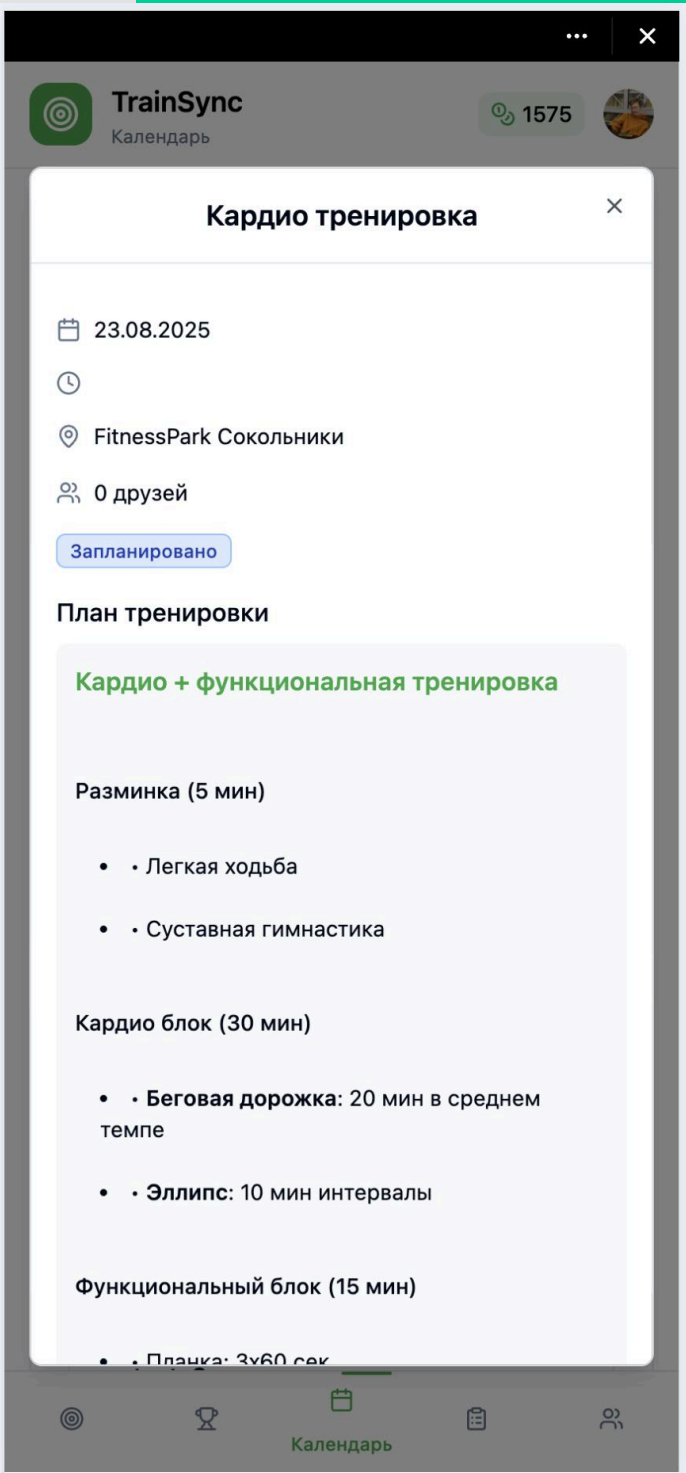 TrainSync
Календарь
1575
Кардио тренировка
23.08.2025
FitnessPark Сокольники
0 друзей
Запланировано
План тренировки
Кардио + функциональная тренировка
Разминка (5 мин)
• • Легкая ходьба
• • Суставная гимнастика
Кардио блок (30 мин)
• • Беговая дорожка: 20 мин в среднем
темпе
• • Эллипс: 10 мин интервалы
Функциональный блок (15 мин)
• • Планка: 3x60 сек
Календарь